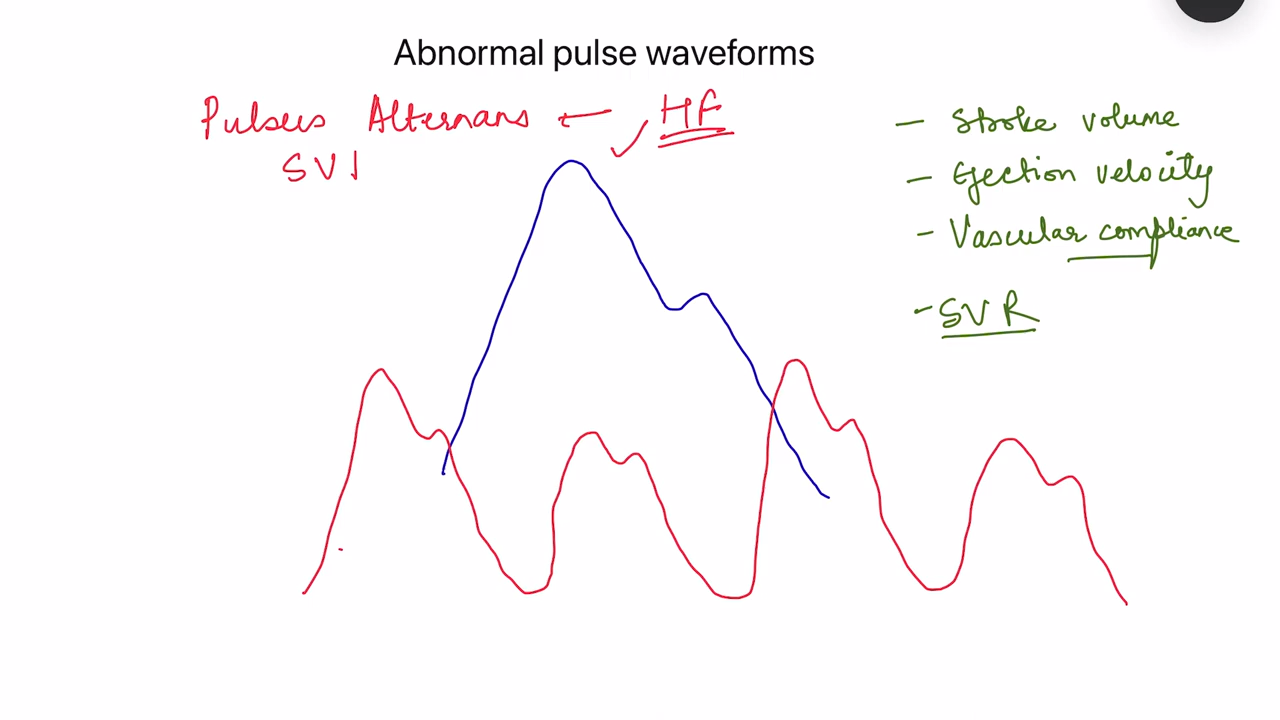 Abnormal pulse waveforms
Pulsus Alternans ← HF
SV↓
- Stroke volume
- Ejection velocity
- Vascular compliance
- SVR